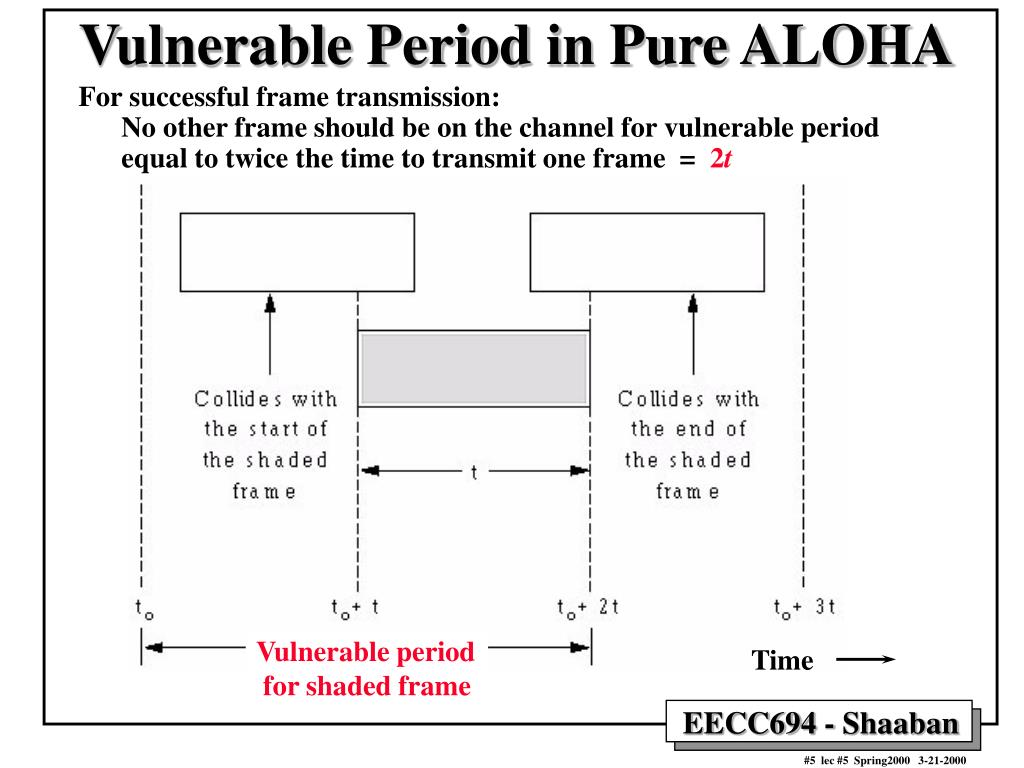 Vulnerable Period in Pure ALOHA
For successful frame transmission:
No other frame should be on the channel for vulnerable period
equal to twice the time to transmit one frame = 2t
Collides with
the start of
the shaded
frame
Collides with
the end of
the shaded
frame
t
to
to+ t
to+ 2t
to+ 3t
Vulnerable period
for shaded frame
Time
EECC694 - Shaaban
#5 lec #5 Spring2000 3-21-2000